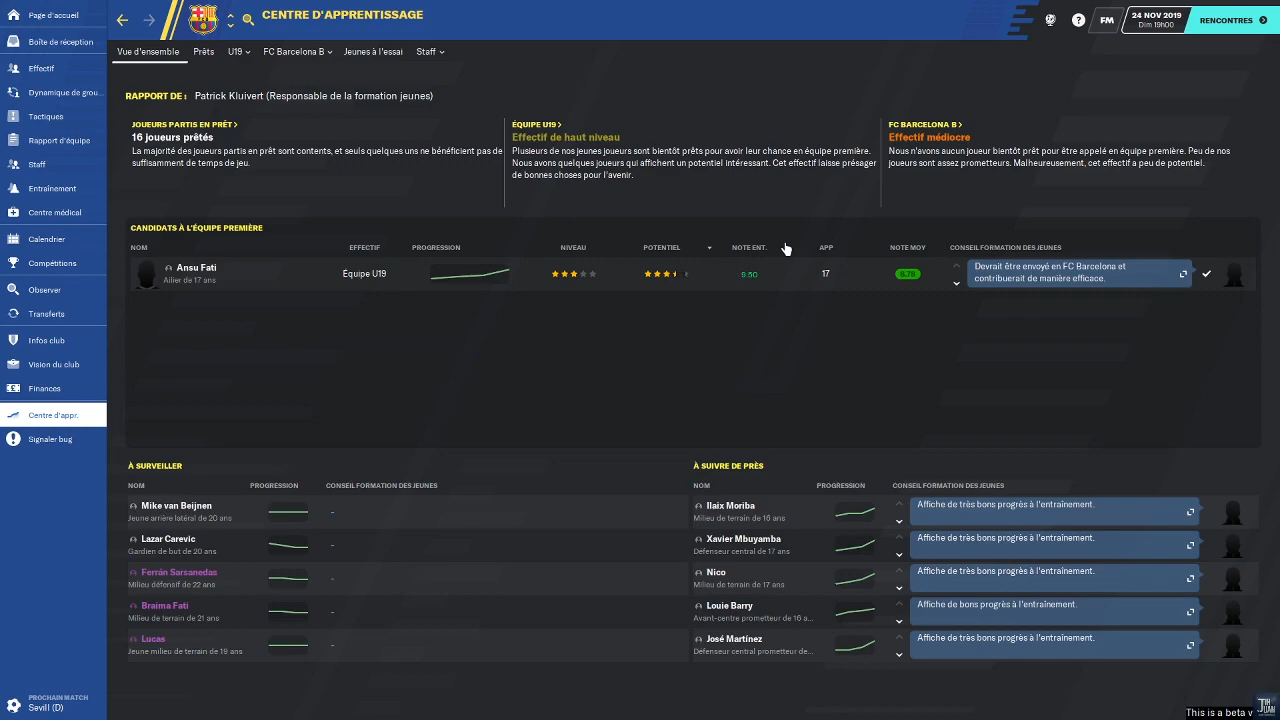 Page d'accueil
Boîte de réception
Effectif
Dynamique de grou...
Tactiques
Rapport d'équipe
Staff
Entraînement
Centre médical
Calendrier
Compétitions
Observer
Transferts
Infos club
Vision du club
Finances
Centre d'appr.
Signaler bug
PROCHAIN MATCH
Sevill (D)
CENTRE D'APPRENTISSAGE
FM
24 NOV 2019
Dim 19h00
RENCONTRES
Vue d'ensemble Prêts U19 FC Barcelona B Jeunes à l'essai Staff
RAPPORT DE : Patrick Kluivert (Responsable de la formation jeunes)
JOUEURS PARTIS EN PRÊT >
16 joueurs prêtés
La majorité des joueurs partis en prêt sont contents, et seuls quelques uns ne bénéficient pas de
suffisamment de temps de jeu.
ÉQUIPE U19 >
Effectif de haut niveau
Plusieurs de nos jeunes joueurs sont bientôt prêts pour avoir leur chance en équipe première.
Nous avons quelques joueurs qui affichent un potentiel intéressant. Cet effectif laisse présager
de bonnes choses pour l'avenir.
FC BARCELONA B >
Effectif médiocre
Nous n'avons aucun joueur bientôt prêt pour être appelé en équipe première. Peu de nos
joueurs sont assez prometteurs. Malheureusement, cet effectif a peu de potentiel.
CANDIDATS À L'ÉQUIPE PREMIÈRE
NOM EFFECTIF PROGRESSION NIVEAU POTENTIEL NOTE ENT. APP NOTE MOY CONSEIL FORMATION DES JEUNES
Ansu Fati
Ailier de 17 ans
Équipe U19
9.50
17
8.78
Devrait être envoyé en FC Barcelona et
contribuerait de manière efficace.
À SURVEILLER
NOM PROGRESSION CONSEIL FORMATION DES JEUNES
Mike van Beijnen
Jeune arrière latéral de 20 ans
-
Lazar Carevic
Gardien de but de 20 ans
-
Ferrán Sarsanedas
Milieu défensif de 22 ans
-
Braima Fati
Milieu de terrain de 21 ans
-
Lucas
Jeune milieu de terrain de 19 ans
-
À SUIVRE DE PRÈS
NOM PROGRESSION CONSEIL FORMATION DES JEUNES
Ilaix Moriba
Milieu de terrain de 16 ans
Affiche de très bons progrès à l'entraînement.
Xavier Mbuyamba
Défenseur central de 17 ans
Affiche de très bons progrès à l'entraînement.
Nico
Milieu de terrain de 17 ans
Affiche de très bons progrès à l'entraînement.
Louie Barry
Avant-centre prometteur de 16 a...
Affiche de bons progrès à l'entraînement.
José Martínez
Défenseur central prometteur de...
Affiche de très bons progrès à l'entraînement.
This is a beta v